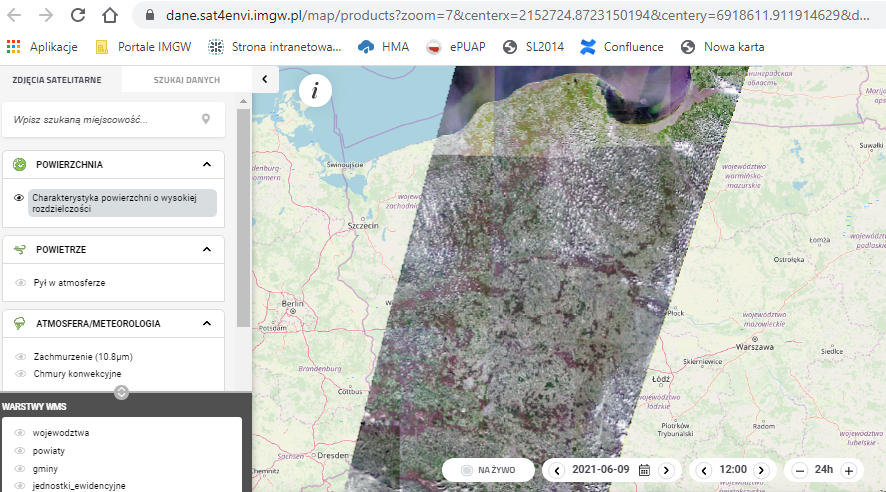 dane.sat4envi.imgw.pl/map/products?zoom=7&centerx=2152724.8723150194&centery=6918611.911914629&d...
Aplikacje
Portale IMGW
Strona intranetowa...
HMA
ePUAP
SL2014
Confluence
Nowa karta
ZDJĘCIA SATELITARNE
SZUKAJ DANYCH
Wpisz szukaną miejscowość...
POWIERZCHNIA
Charakterystyka powierzchni o wysokiej
rozdzielczości
POWIETRZE
Pył w atmosferze
ATMOSFERA/METEOROLOGIA
Zachmurzenie (10.8µm)
Chmury konwekcyjne
WARSTWY WMS
województwa
powiaty
gminy
jednostki_ewidencyjne
i
Świnoujście
Szczecin
Berlin
Potsdam
Brandenburg
Cottbus
Sachsen
Dresden
Chemnitz
Suwałki
województwo
warmińsko-
mazurskie
Łomża
Ostrołęka
województwo
podlaskie
Płock
województwo
mazowieckie
Warszawa
Siedlce
Skierniewice
Łódź
województwo
łódzkie
Piotrków
Trybunalski
Radom
województwo
lubelskie
NA ŻYWO
2021-06-09
12:00
24h